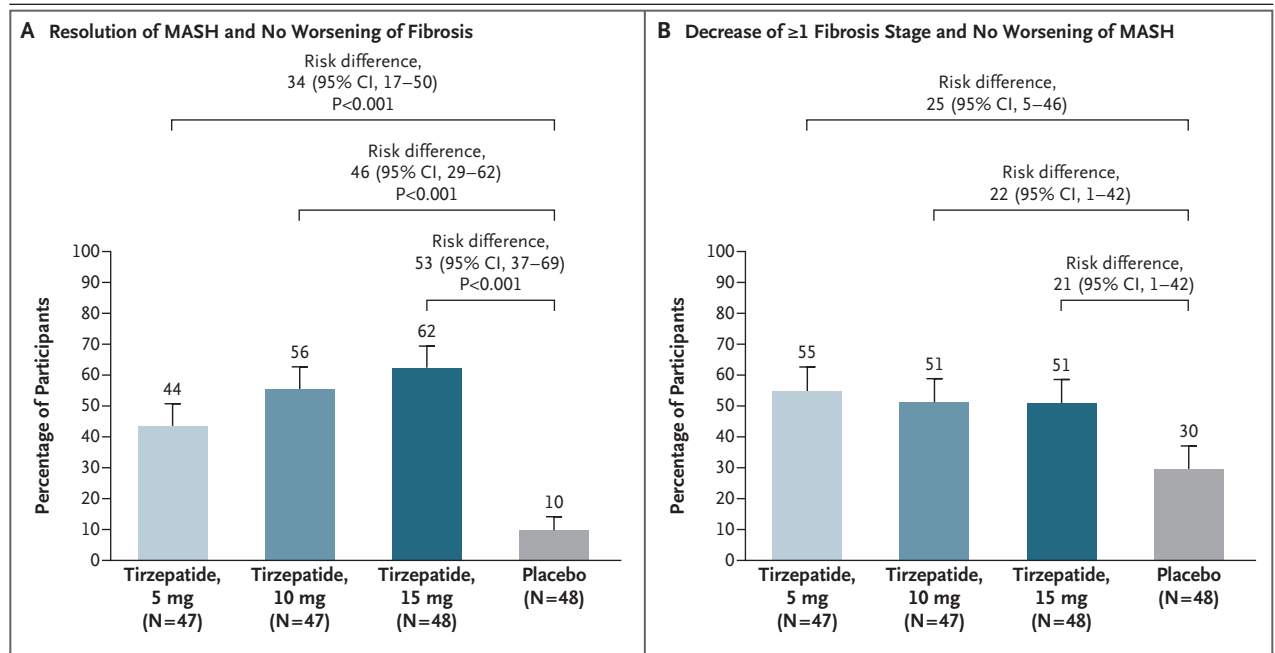 A Resolution of MASH and No Worsening of Fibrosis
Risk difference,
34 (95% CI, 17–50)
P<0.001
Risk difference,
46 (95% CI, 29–62)
P<0.001
Risk difference,
53 (95% CI, 37–69)
P<0.001
Percentage of Participants
100
90
80
70
60
50
40
30
20
10
0
44
56
62
10
Tirzepatide,
5 mg
(N=47)
Tirzepatide,
10 mg
(N=47)
Tirzepatide,
15 mg
(N=48)
Placebo
(N=48)
B Decrease of ≥1 Fibrosis Stage and No Worsening of MASH
Risk difference,
25 (95% CI, 5–46)
Risk difference,
22 (95% CI, 1–42)
Risk difference,
21 (95% CI, 1–42)
Percentage of Participants
100
90
80
70
60
50
40
30
20
10
0
55
51
51
30
Tirzepatide,
5 mg
(N=47)
Tirzepatide,
10 mg
(N=47)
Tirzepatide,
15 mg
(N=48)
Placebo
(N=48)